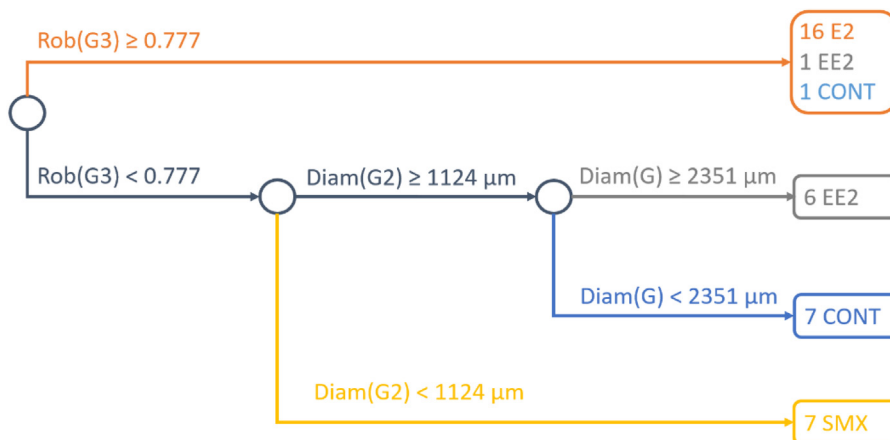 Rob(G3) ≥ 0.777
16 E2
1 EE2
1 CONT
Rob(G3) < 0.777
Diam(G2) ≥ 1124 μm
Diam(G) ≥ 2351 μm
6 EE2
Diam(G) < 2351 μm
7 CONT
Diam(G2) < 1124 μm
7 SMX